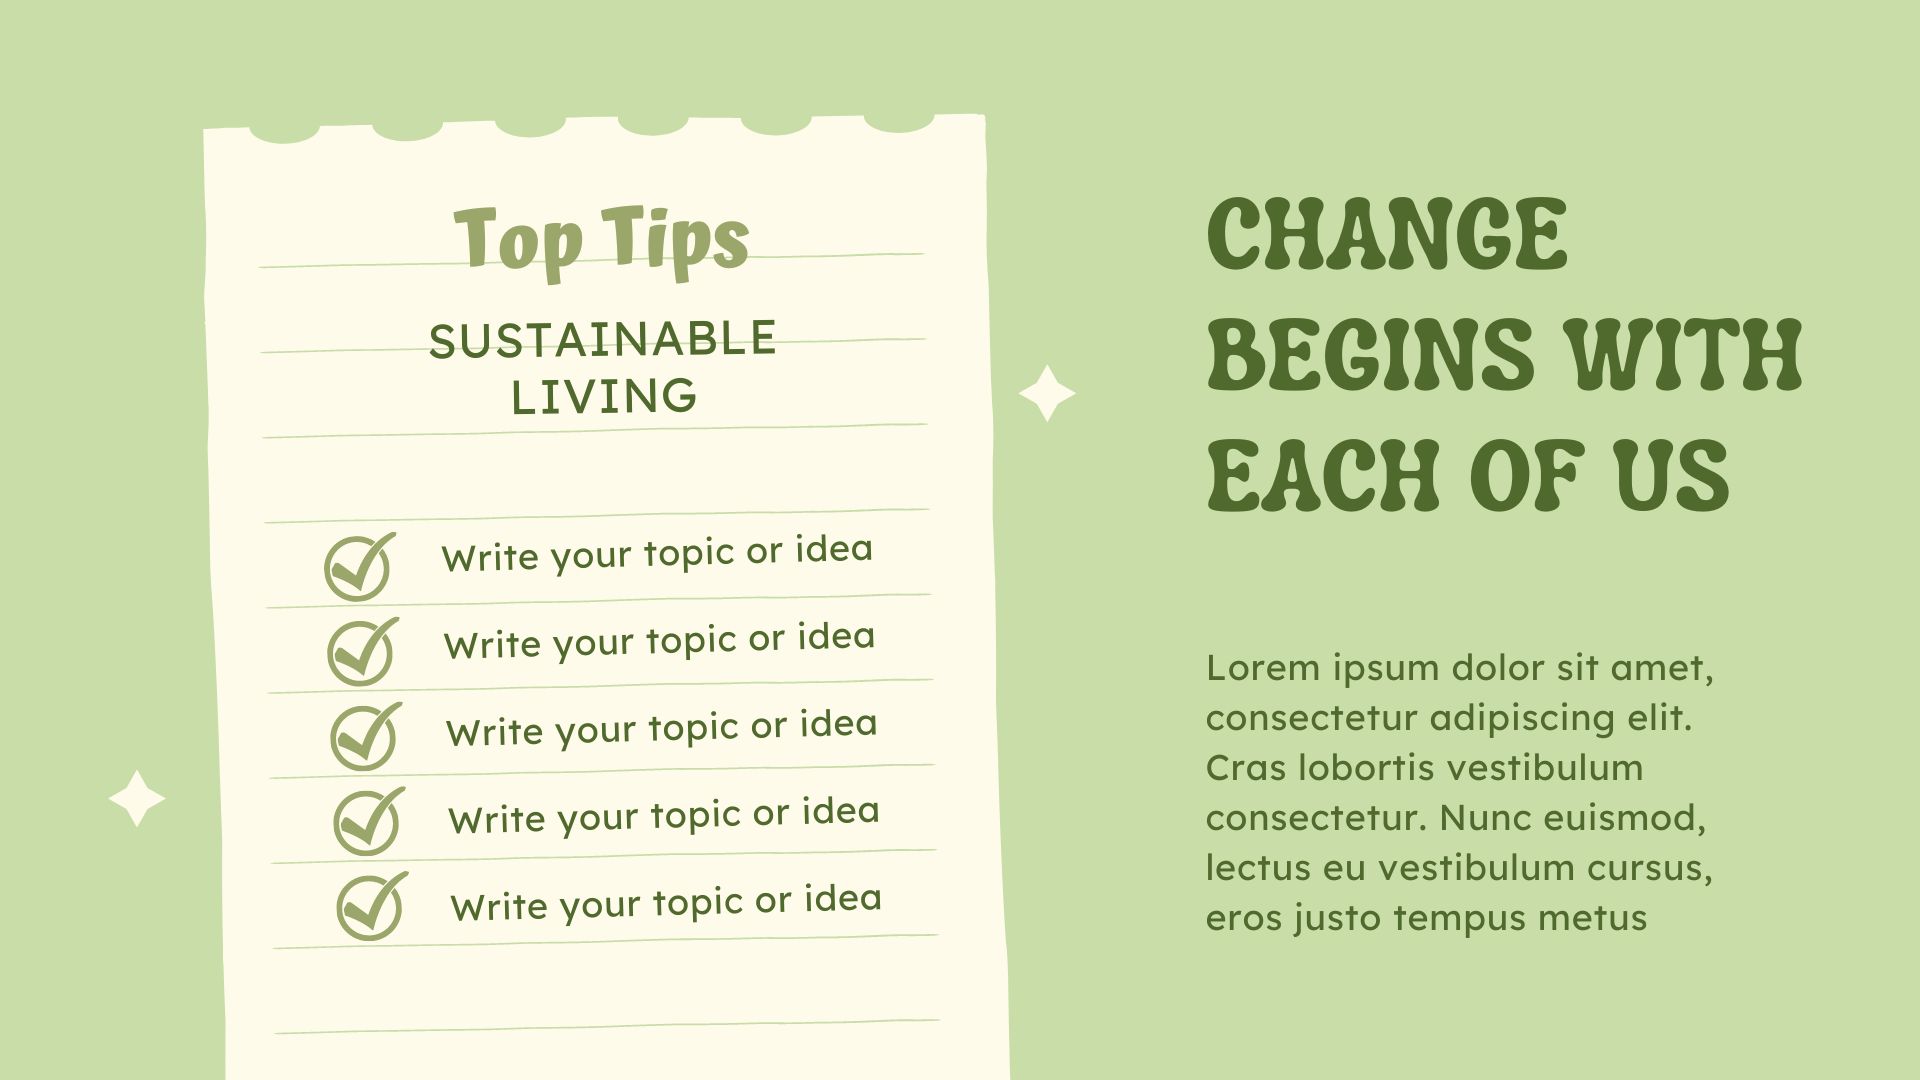 Top Tips
SUSTAINABLE
LIVING
Write your topic or idea
Write your topic or idea
Write your topic or idea
Write your topic or idea
Write your topic or idea
CHANGE
BEGINS WITH
EACH OF US
Lorem ipsum dolor sit amet,
consectetur adipiscing elit.
Cras lobortis vestibulum
consectetur. Nunc euismod,
lectus eu vestibulum cursus,
eros justo tempus metus